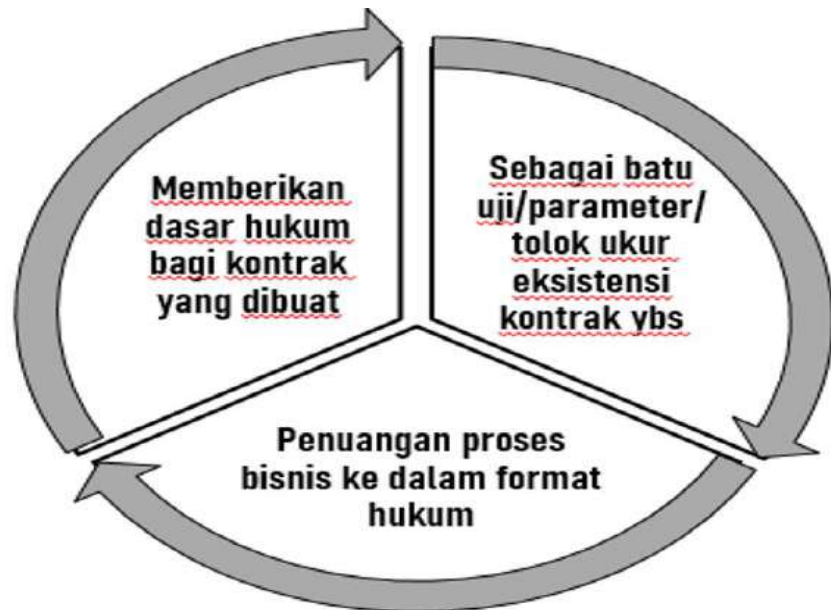 Memberikan
dasar hukum
bagi kontrak
yang dibuat
Sebagai batu
uji/parameter/
tolok ukur
eksistensi
kontrak ybs
Penuangan proses
bisnis ke dalam format
hukum